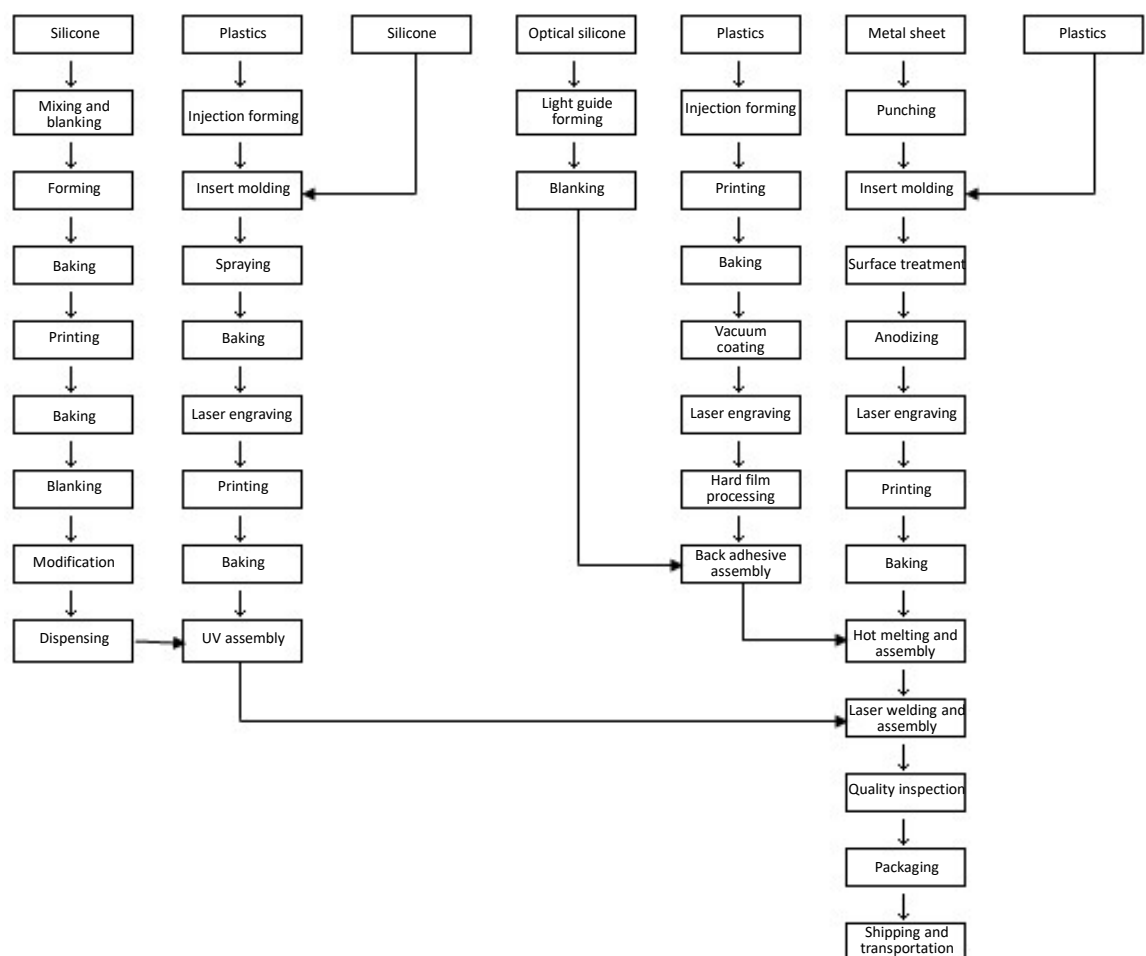 Silicone
Plastics
Silicone
Optical silicone
Plastics
Metal sheet
Plastics
Mixing and
blanking
Injection forming
Light guide
forming
Injection forming
Punching
Forming
Insert molding
Blanking
Printing
Insert molding
Baking
Spraying
Baking
Surface treatment
Printing
Baking
Vacuum
coating
Anodizing
Baking
Laser engraving
Laser engraving
Laser engraving
Blanking
Printing
Hard film
processing
Printing
Modification
Baking
Back adhesive
assembly
Baking
Dispensing
UV assembly
Hot melting and
assembly
Laser welding and
assembly
Quality inspection
Packaging
Shipping and
transportation